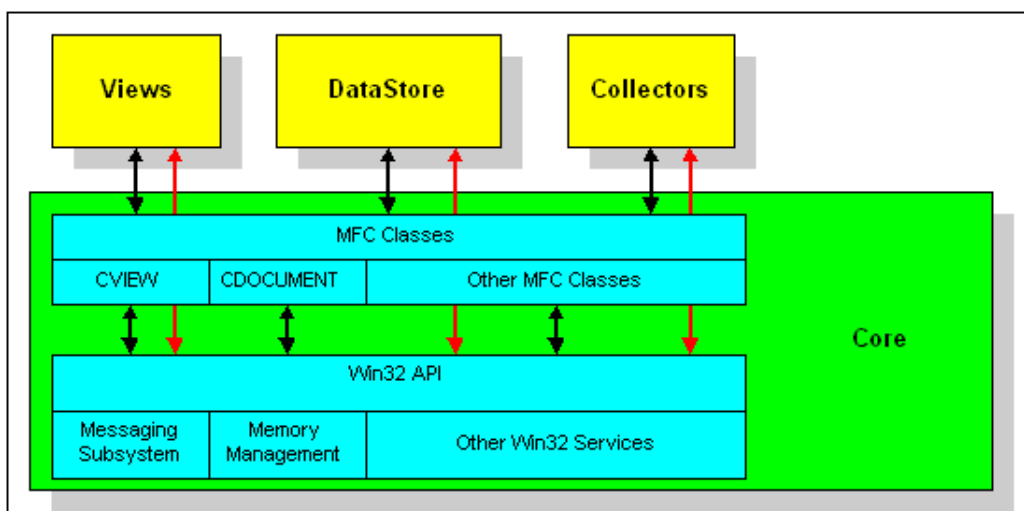 Views
DataStore
Collectors
MFC Classes
CVIEW
CDOCUMENT
Other MFC Classes
Core
Win32 API
Messaging
Subsystem
Memory
Management
Other Win32 Services